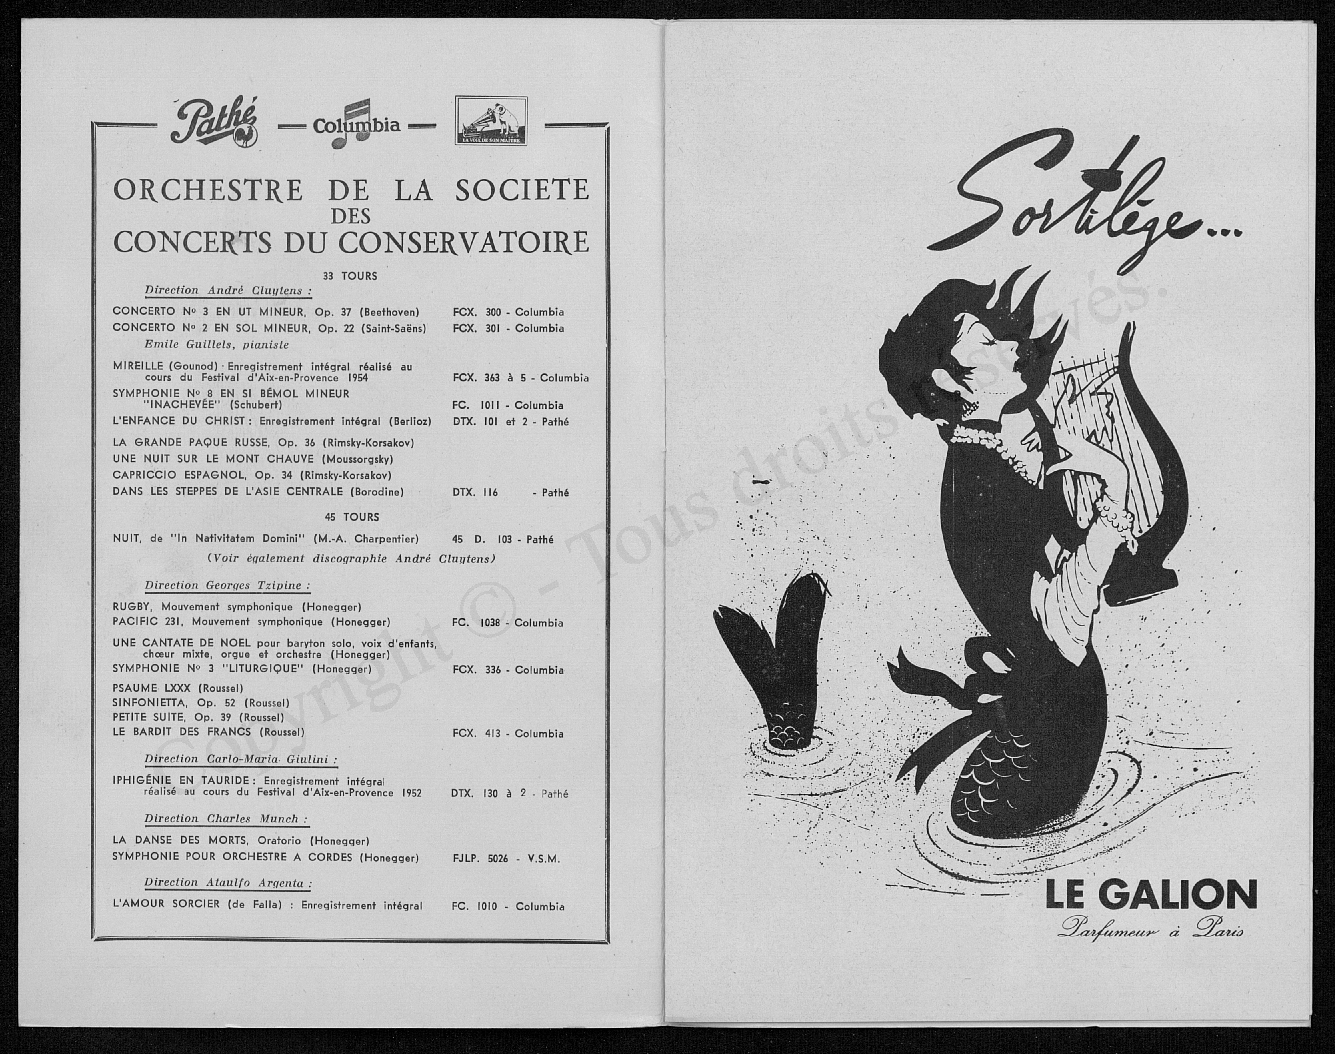 Pathé
Columbia
LA VOIX DE SON MAITRE
ORCHESTRE DE LA SOCIETE
DES
CONCERTS DU CONSERVATOIRE
33 TOURS
Direction André Cluytens :
CONCERTO No 3 EN UT MINEUR, Op. 37 (Beethoven) FCX. 300 - Columbia
CONCERTO No 2 EN SOL MINEUR, Op. 22 (Saint-Saëns) FCX. 301 - Columbia
Emile Guillels, pianiste
MIREILLE (Gounod) - Enregistrement intégral réalisé au
cours du Festival d'Aix-en-Provence 1954 FCX. 363 à 5 - Columbia
SYMPHONIE No 8 EN SI BÉMOL MINEUR
"INACHEVÉE" (Schubert) FC. 1011 - Columbia
L'ENFANCE DU CHRIST : Enregistrement intégral (Berlioz) DTX. 101 et 2 - Pathé
LA GRANDE PAQUE RUSSE, Op. 36 (Rimsky-Korsakov)
UNE NUIT SUR LE MONT CHAUVE (Moussorgsky)
CAPRICCIO ESPAGNOL, Op. 34 (Rimsky-Korsakov)
DANS LES STEPPES DE L'ASIE CENTRALE (Borodine) DTX. 116 - Pathé
45 TOURS
NUIT, de "In Nativitatem Domini" (M.-A. Charpentier) 45 D. 103 - Pathé
(Voir également discographie André Cluytens)
Direction Georges Tzipine :
RUGBY, Mouvement symphonique (Honegger)
PACIFIC 231, Mouvement symphonique (Honegger) FC. 1038 - Columbia
UNE CANTATE DE NOEL pour baryton solo, voix d'enfants,
chœur mixte, orgue et orchestre (Honegger)
SYMPHONIE No 3 "LITURGIQUE" (Honegger) FCX. 336 - Columbia
PSAUME LXXX (Roussel)
SINFONIETTA, Op. 52 (Roussel)
PETITE SUITE, Op. 39 (Roussel)
LE BARDIT DES FRANCS (Roussel) FCX. 413 - Columbia
Direction Carlo-Maria Giulini :
IPHIGÉNIE EN TAURIDE : Enregistrement intégral
réalisé au cours du Festival d'Aix-en-Provence 1952 DTX. 130 à 2 - Pathé
Direction Charles Munch :
LA DANSE DES MORTS, Oratorio (Honegger)
SYMPHONIE POUR ORCHESTRE A CORDES (Honegger) FJLP. 5026 - V.S.M.
Direction Ataulfo Argenta :
L'AMOUR SORCIER (de Falla) : Enregistrement intégral FC. 1010 - Columbia
Sortilège...
LE GALION
Parfumeur à Paris
Copyright © - Tous droits réservés.